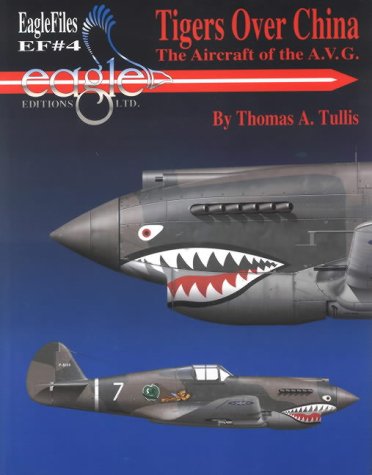 EagleFiles
EF#4
eagle
EDITIONS LTD.
Tigers Over China
The Aircraft of the A.V.G.
By Thomas A. Tullis
7